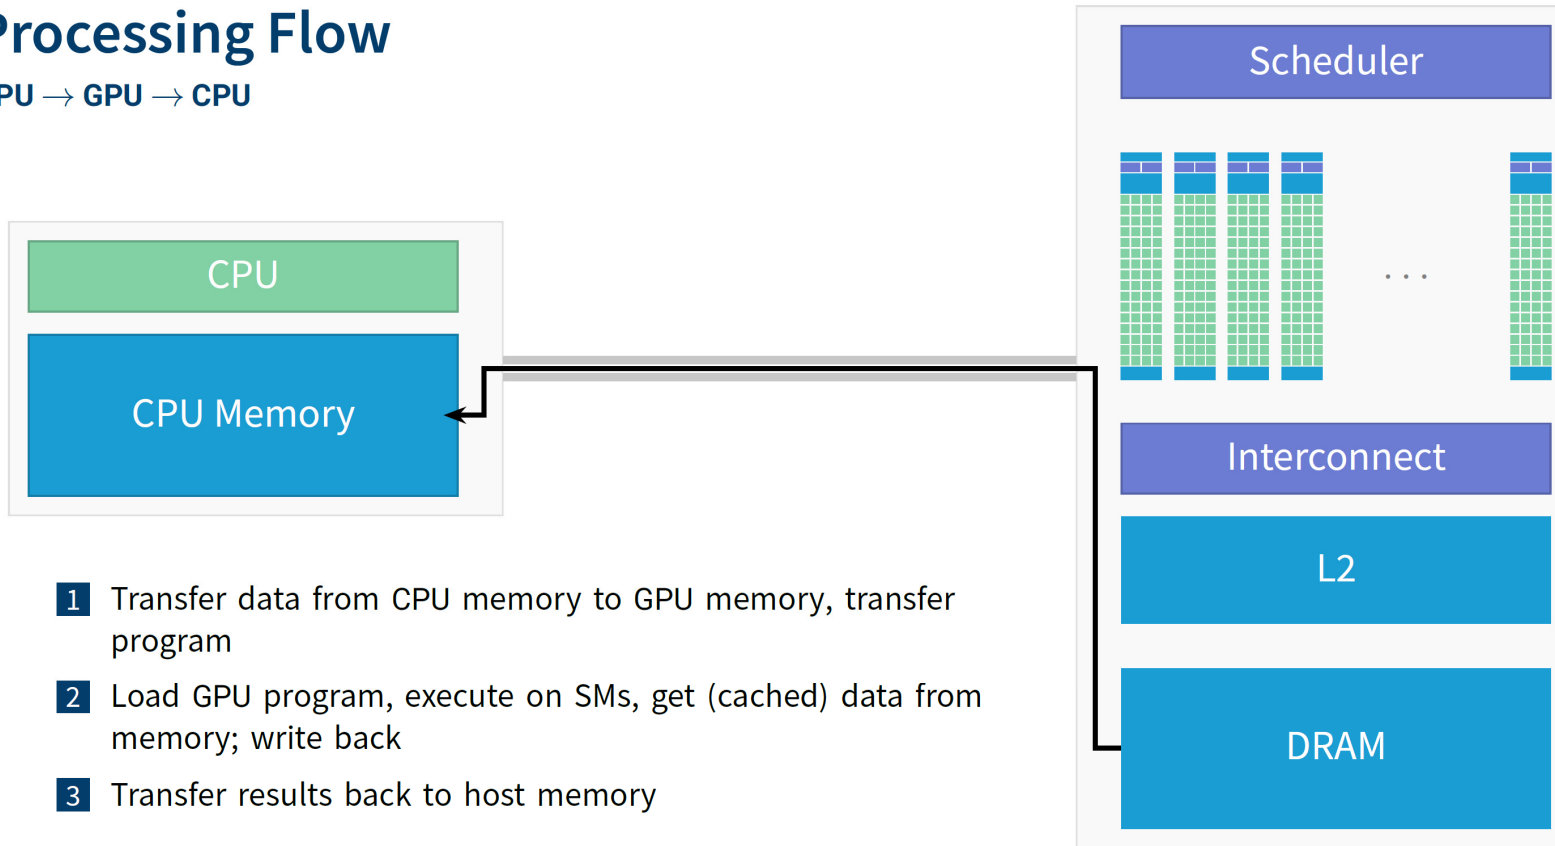 Processing Flow
PU → GPU → CPU
Scheduler
CPU
CPU Memory
. . .
Interconnect
L2
DRAM
1 Transfer data from CPU memory to GPU memory, transfer
program
2 Load GPU program, execute on SMs, get (cached) data from
memory; write back
3 Transfer results back to host memory